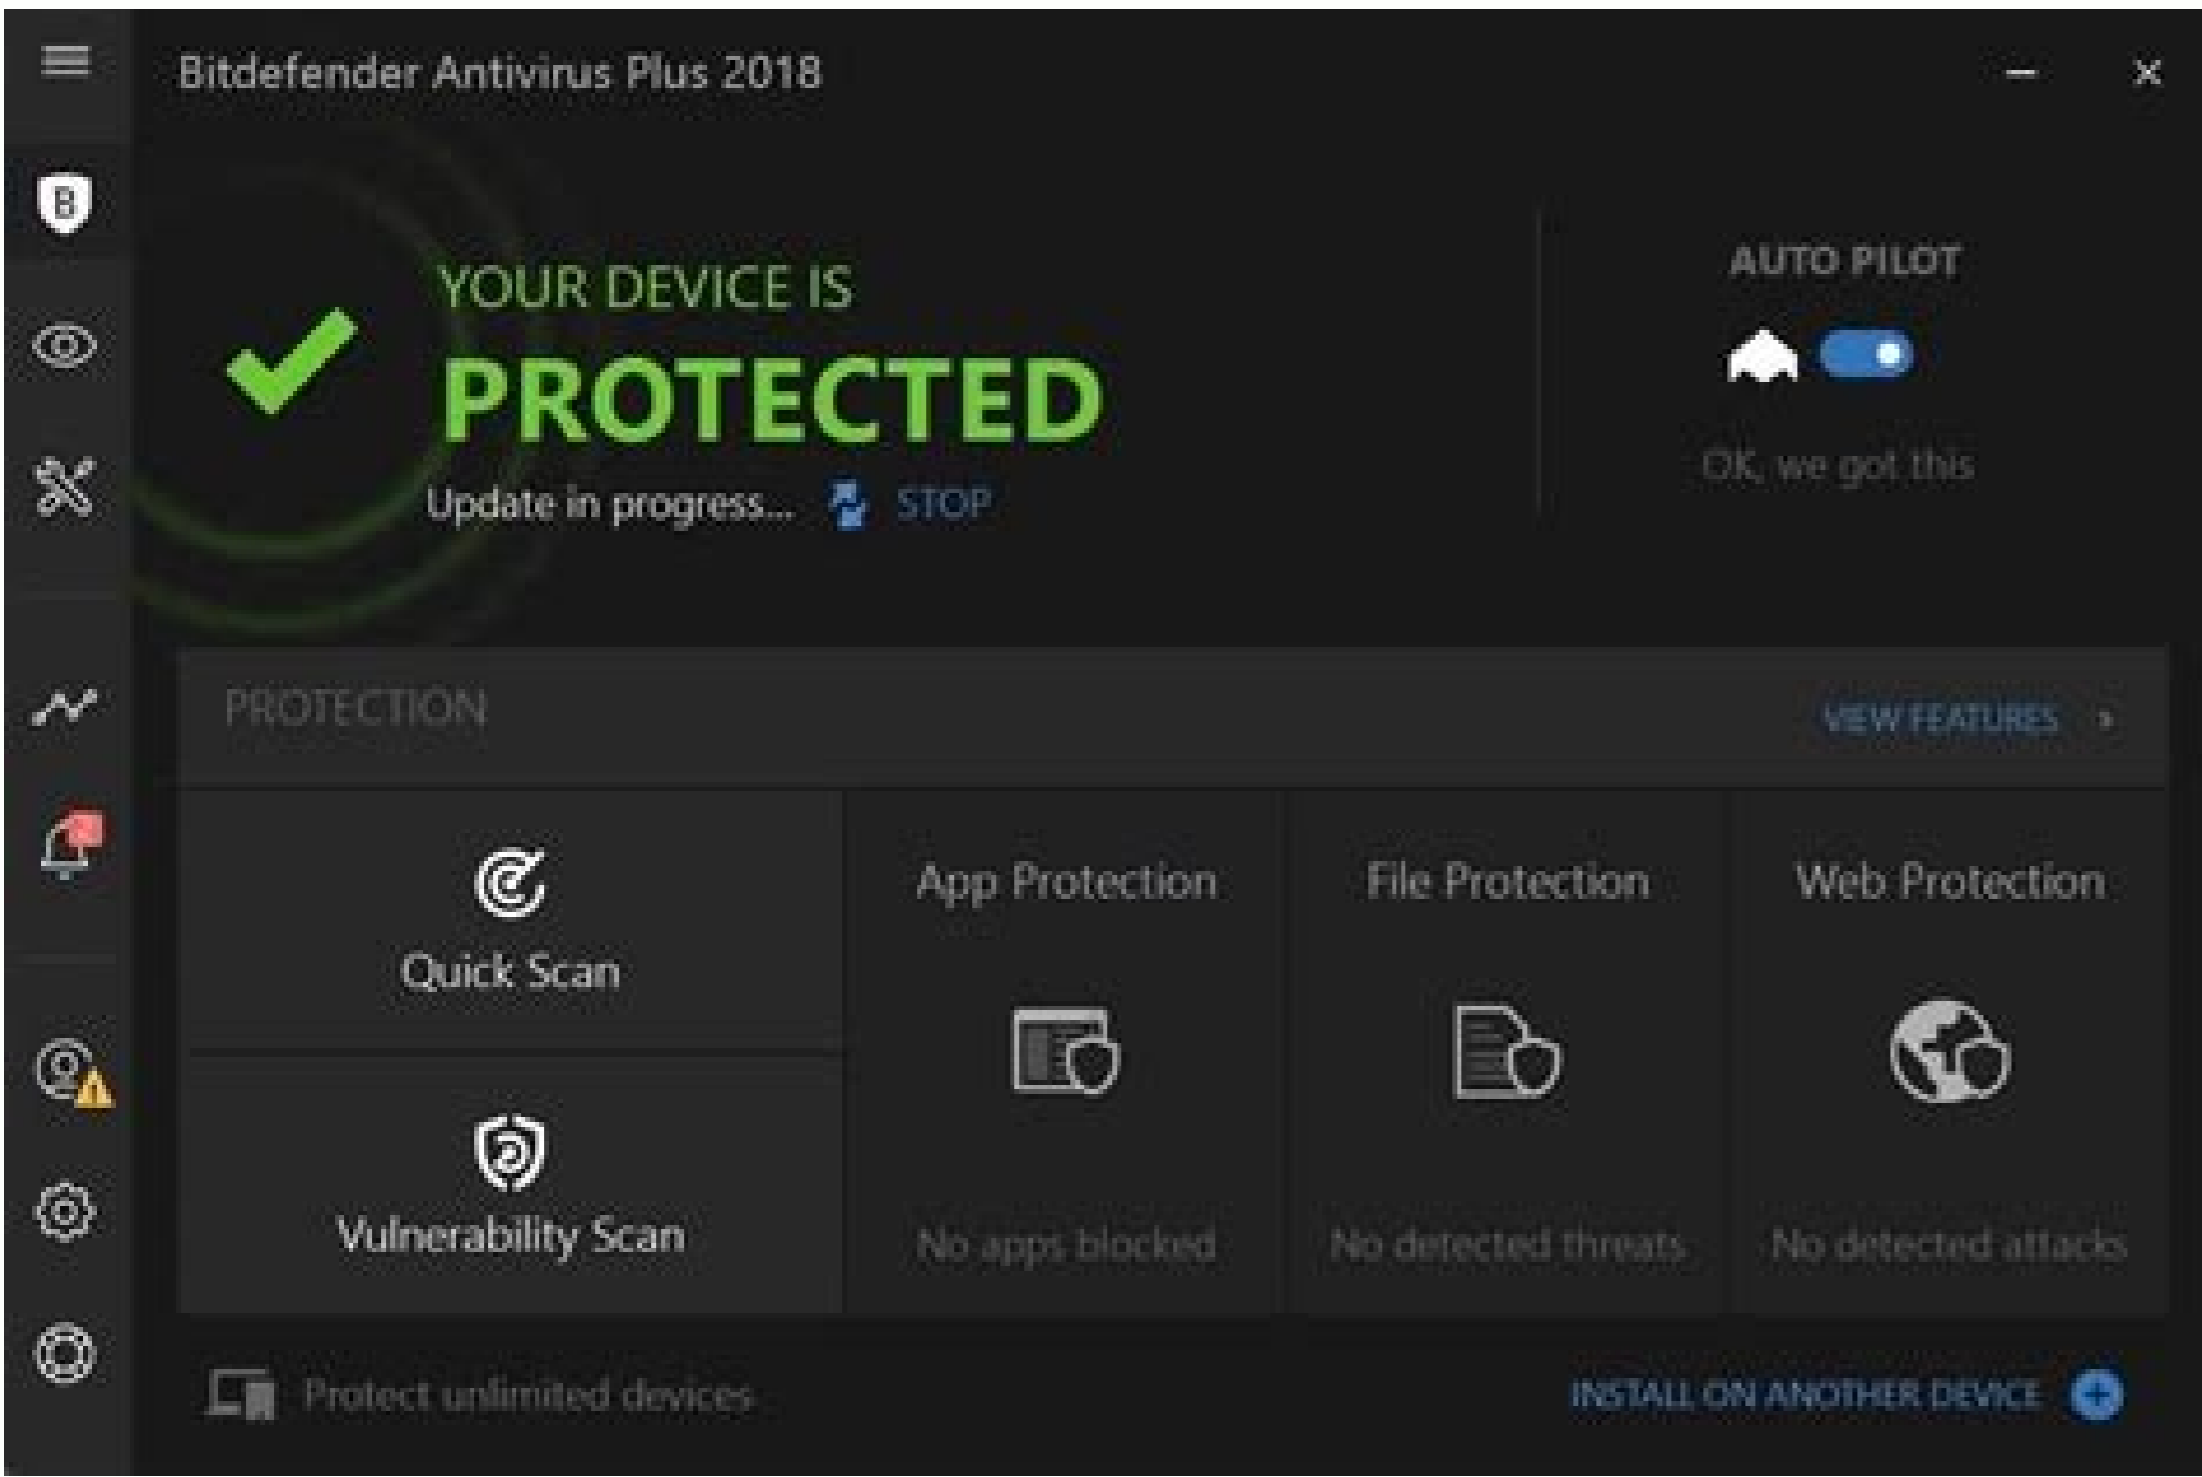 Bitdefender Antivirus Plus 2018
B
YOUR DEVICE IS
PROTECTED
Update in progress... STOP
AUTO PILOT
OK, we got this
PROTECTION
VIEW FEATURES
Quick Scan
Vulnerability Scan
App Protection
No apps blocked
File Protection
No detected threats
Web Protection
No detected attacks
Protect unlimited devices
INSTALL ON ANOTHER DEVICE